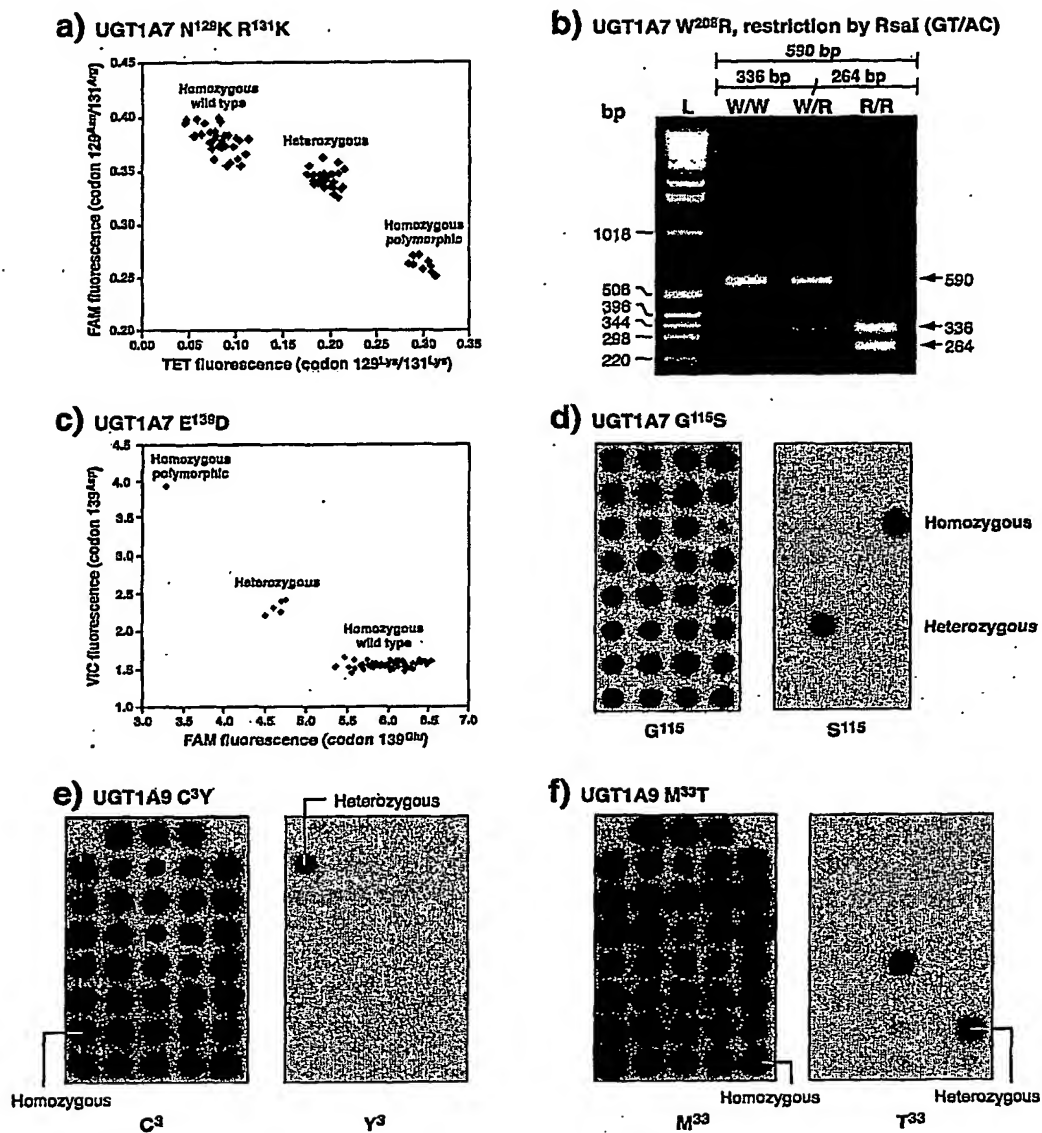 a) UGT1A7 N¹²⁹K R¹³¹K
FAM fluorescence (codon 129Asn/131Arg)
0.45
0.40
0.35
0.30
0.25
0.20
Homozygous
wild type
Heterozygous
Homozygous
polymorphic
0.00 0.05 0.10 0.15 0.20 0.25 0.30 0.35
TET fluorescence (codon 129Lys/131Lys)
b) UGT1A7 W²⁰⁸R, restriction by RsaI (GT/AC)
590 bp
336 bp 264 bp
bp L W/W W/R R/R
1018
508
396
344
298
220
590
336
264
c) UGT1A7 E¹³⁹D
VIC fluorescence (codon 139Asp)
4.5
4.0
3.5
3.0
2.5
2.0
1.5
1.0
Homozygous
polymorphic
Heterozygous
Homozygous
wild type
3.0 3.5 4.0 4.5 5.0 5.5 6.0 6.5 7.0
FAM fluorescence (codon 139Glu)
d) UGT1A7 G¹¹⁵S
Homozygous
Heterozygous
G¹¹⁵ S¹¹⁵
e) UGT1A9 C³Y
Heterozygous
Homozygous
C³ Y³
f) UGT1A9 M³³T
Homozygous
Heterozygous
M³³ T³³